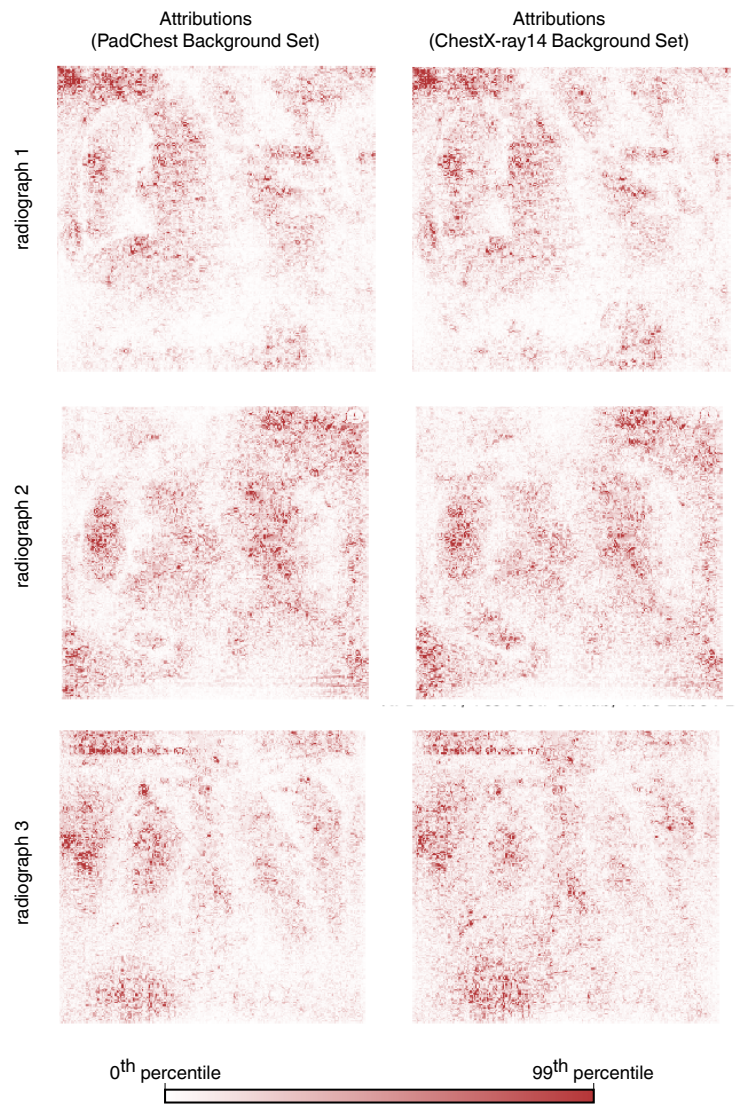 Attributions
(PadChest Background Set)
Attributions
(ChestX-ray14 Background Set)
radiograph 1
radiograph 2
radiograph 3
0th percentile
99th percentile